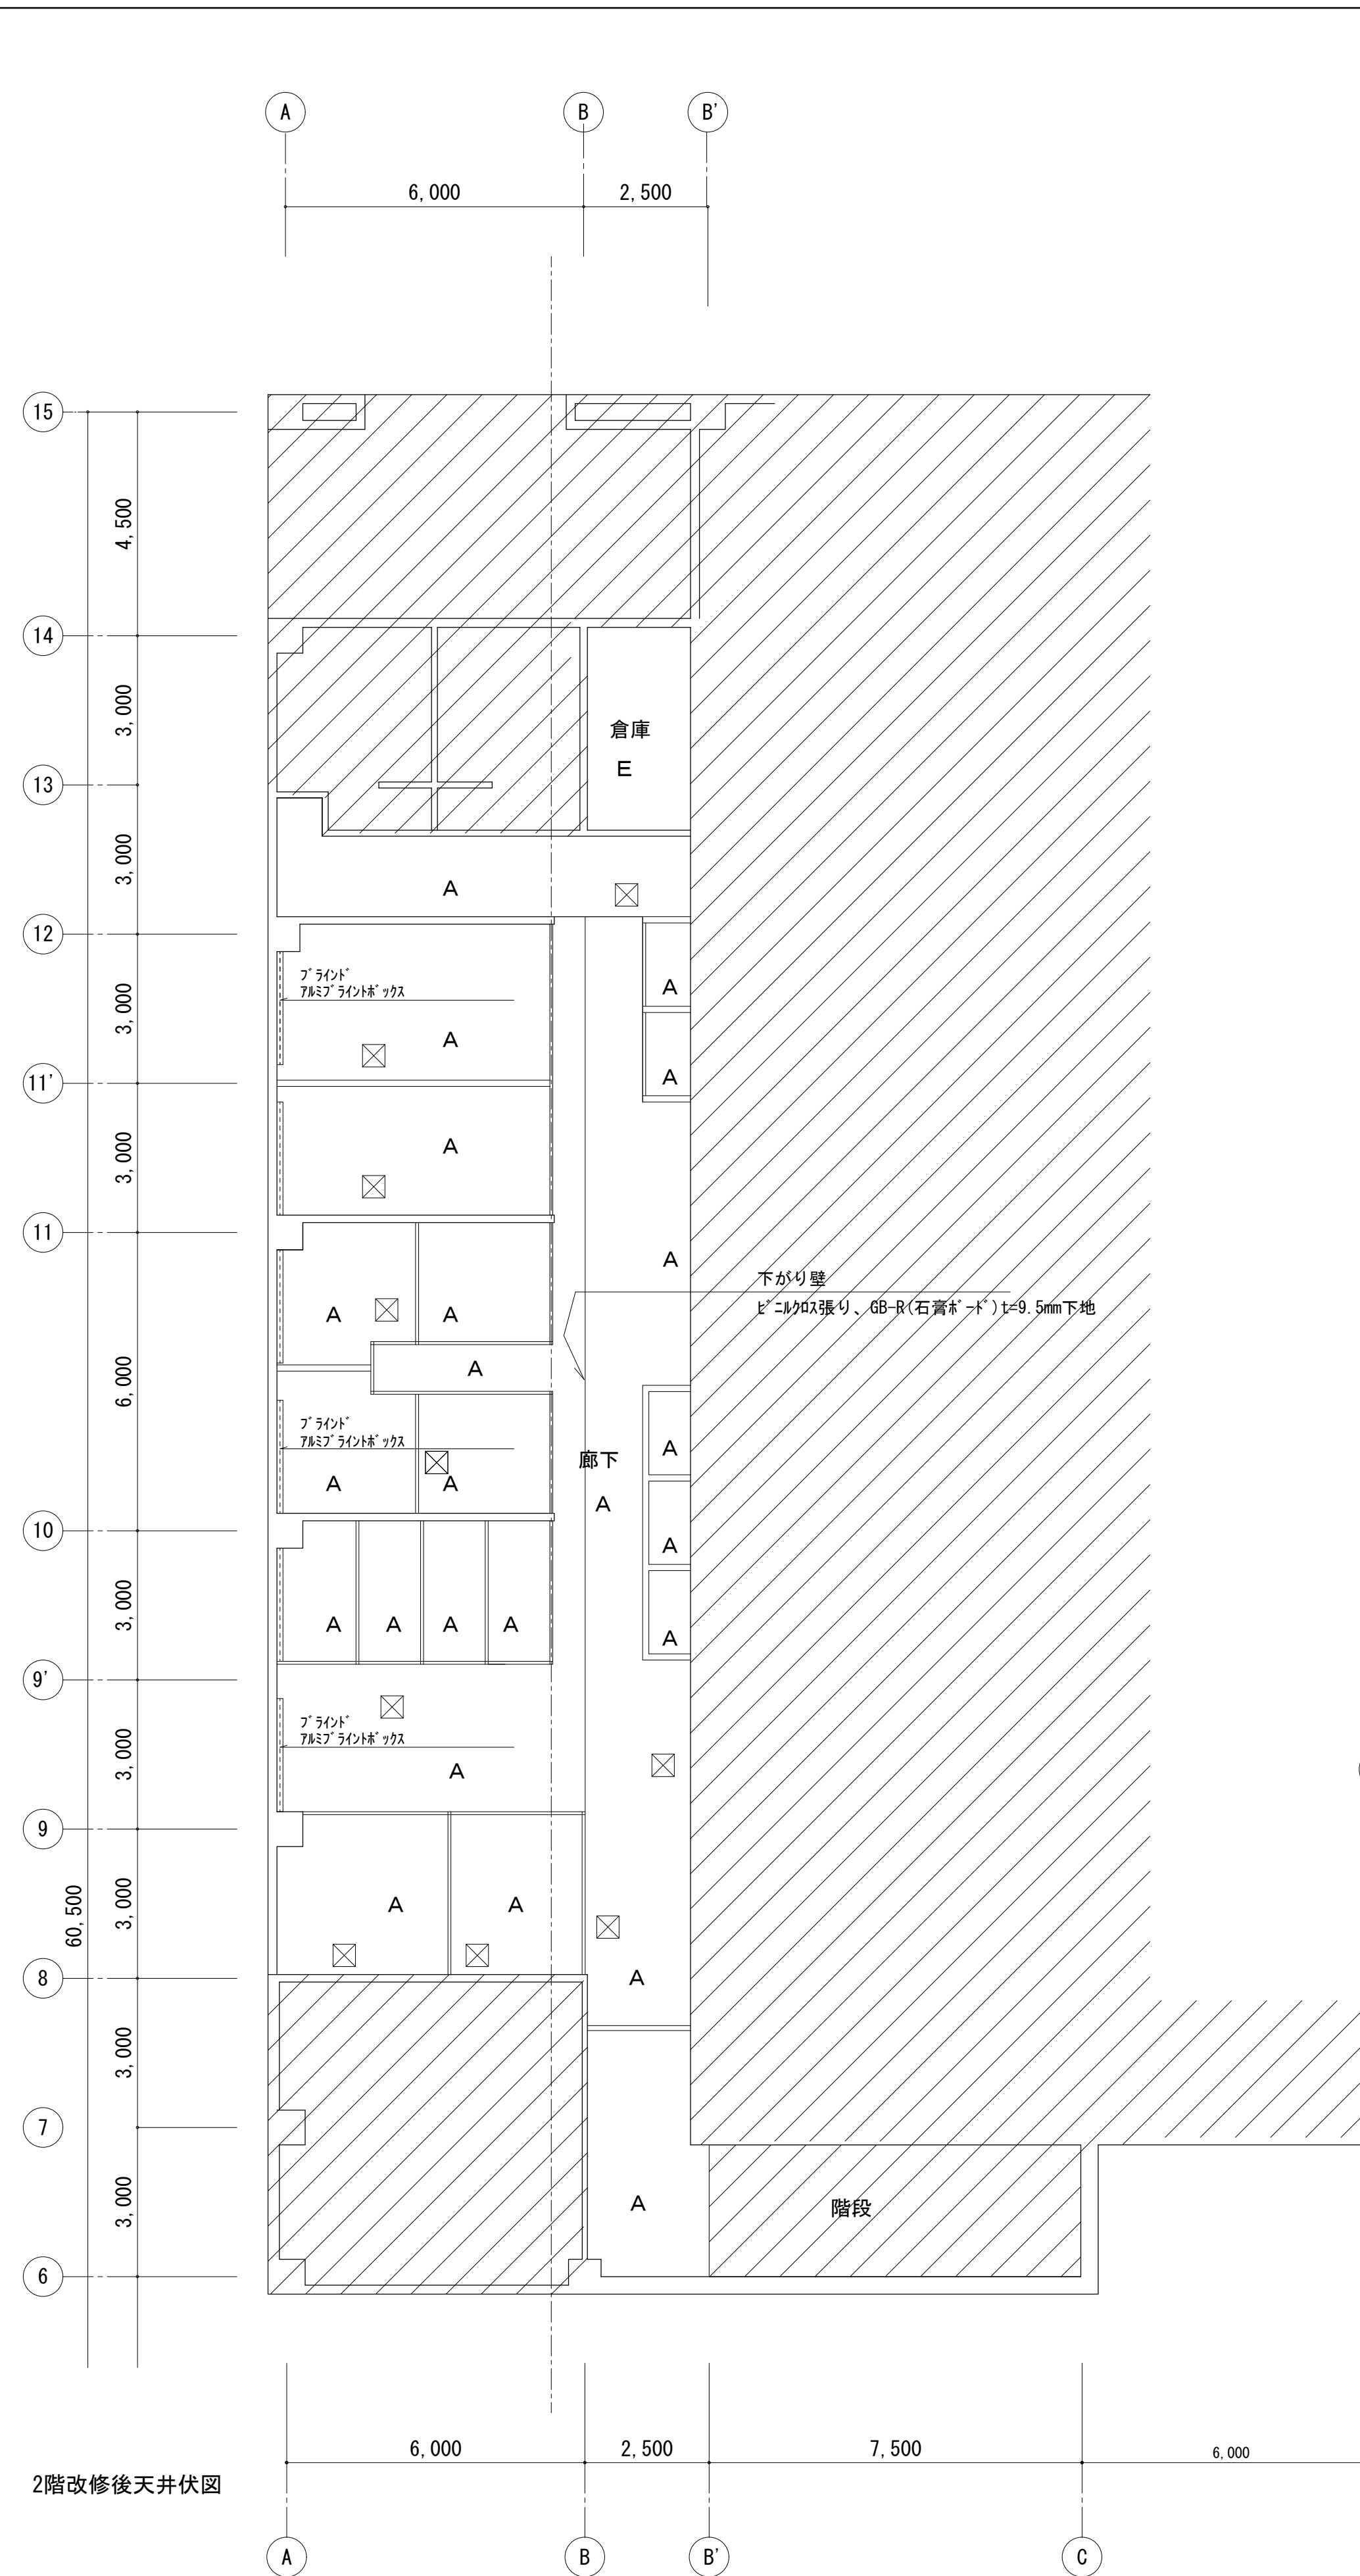 A B B'
6,000 2,500
15
4,500
14
3,000
倉庫
E
13
3,000
A
12
ブラインド
アルミブラインドボックス
A
3,000
A
A
11'
A
3,000
11
A
下がり壁
ビニルクロス張り、GB-R(石膏ボード)t=9.5mm下地
A A
A
6,000
ブラインド
アルミブラインドボックス
A
廊下
A A
A
10
A
3,000
A A A A
A
9'
ブラインド
アルミブラインドボックス
3,000
A
9
3,000
60,500
A A
8
A
3,000
7
3,000
A
階段
6
6,000 2,500 7,500 6,000
2階改修後天井伏図
A B B' C